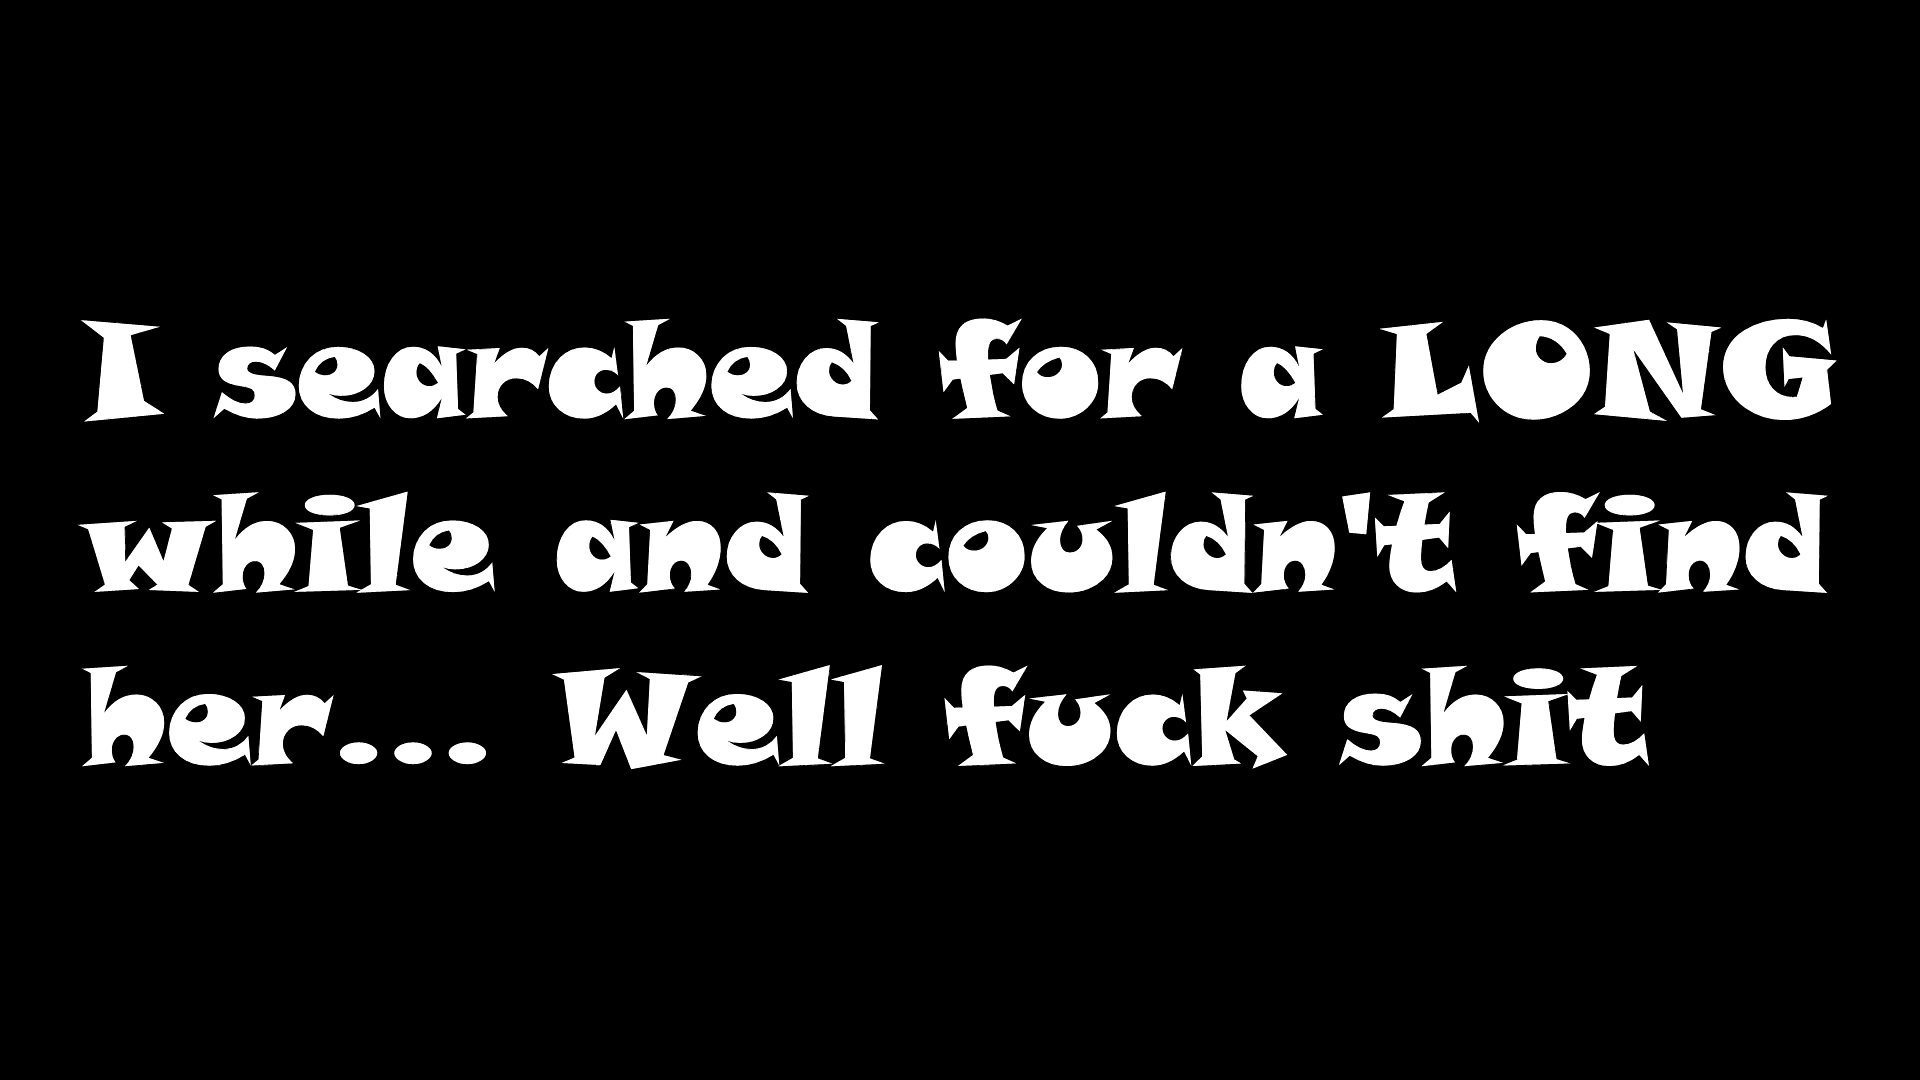 I searched for a LONG
while and couldn't find
her... Well fuck shit